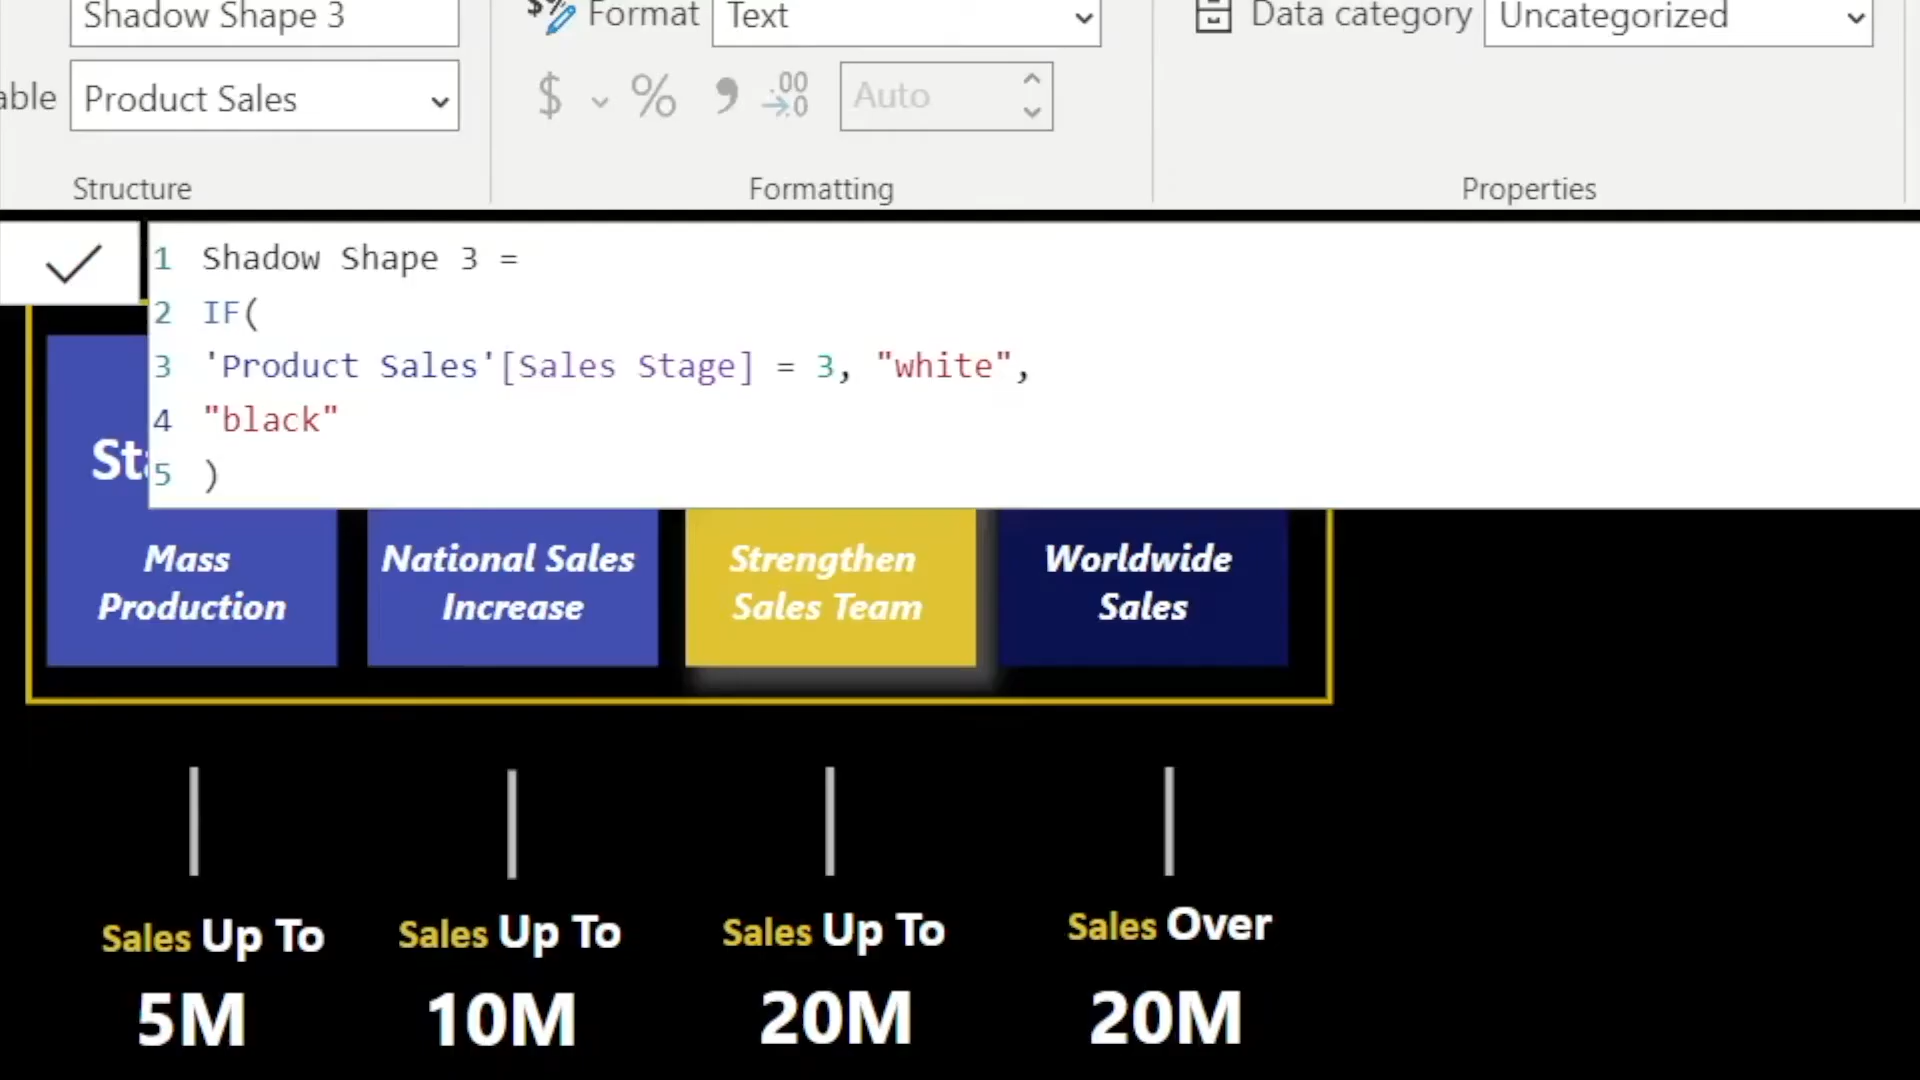 Shadow Shape 3
Format Text
Data category Uncategorized
Product Sales
$ % , .00 →.0 Auto
Structure
Formatting
Properties
1 Shadow Shape 3 =
2 IF(
3 'Product Sales'[Sales Stage] = 3, "white",
4 "black"
5 )
Mass
Production
National Sales
Increase
Strengthen
Sales Team
Worldwide
Sales
Sales Up To
5M
Sales Up To
10M
Sales Up To
20M
Sales Over
20M